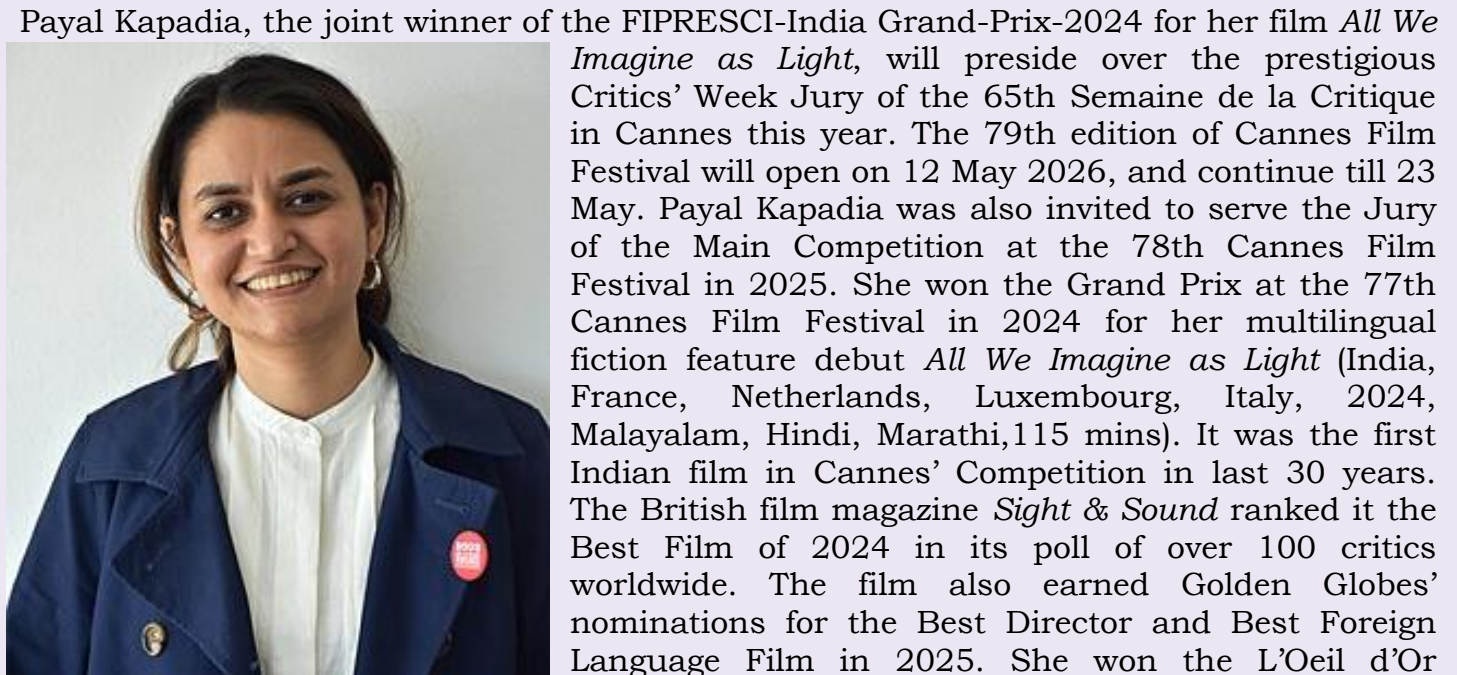 Payal Kapadia, the joint winner of the FIPRESCI-India Grand-Prix-2024 for her film All We
Imagine as Light, will preside over the prestigious
Critics’ Week Jury of the 65th Semaine de la Critique
in Cannes this year. The 79th edition of Cannes Film
Festival will open on 12 May 2026, and continue till 23
May. Payal Kapadia was also invited to serve the Jury
of the Main Competition at the 78th Cannes Film
Festival in 2025. She won the Grand Prix at the 77th
Cannes Film Festival in 2024 for her multilingual
fiction feature debut All We Imagine as Light (India,
France, Netherlands, Luxembourg, Italy, 2024,
Malayalam, Hindi, Marathi,115 mins). It was the first
Indian film in Cannes’ Competition in last 30 years.
The British film magazine Sight & Sound ranked it the
Best Film of 2024 in its poll of over 100 critics
worldwide. The film also earned Golden Globes’
nominations for the Best Director and Best Foreign
Language Film in 2025. She won the L’Oeil d’Or